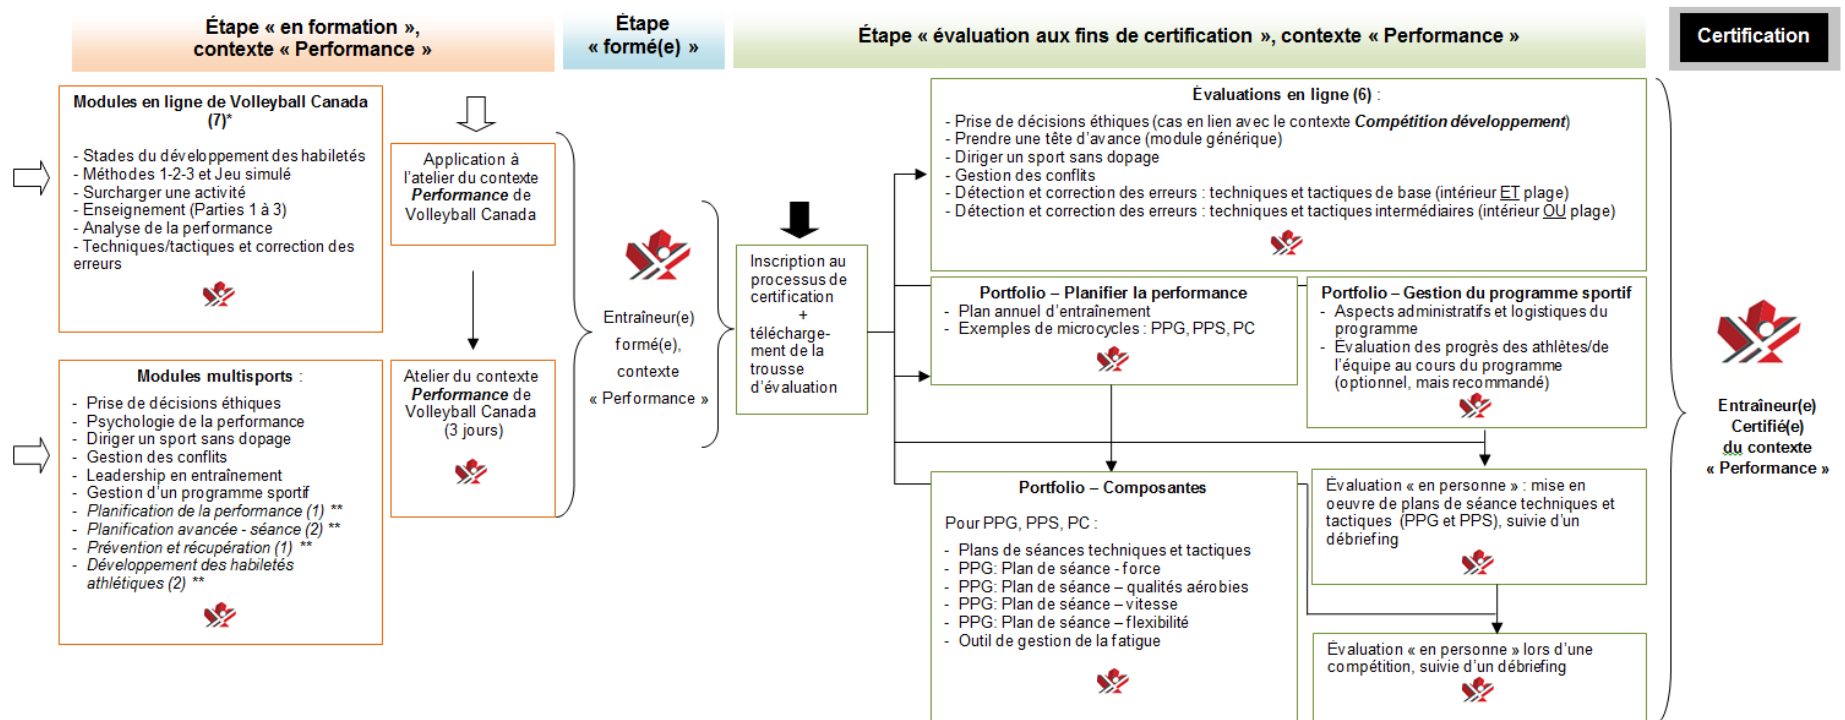 Étape « en formation »,
contexte « Performance »
Étape
« formé(e) »
Étape « évaluation aux fins de certification », contexte « Performance »
Certification
Modules en ligne de Volleyball Canada
(7)*
- Stades du développement des habiletés
- Méthodes 1-2-3 et Jeu simulé
- Surcharger une activité
- Enseignement (Parties 1 à 3)
- Analyse de la performance
- Techniques/tactiques et correction des
erreurs
Modules multisports :
- Prise de décisions éthiques
- Psychologie de la performance
- Diriger un sport sans dopage
- Gestion des conflits
- Leadership en entraînement
- Gestion d'un programme sportif
- Planification de la performance (1) **
- Planification avancée - séance (2) **
- Prévention et récupération (1) **
- Développement des habiletés
athlétiques (2) **
Application à
l'atelier du contexte
Performance de
Volleyball Canada
Atelier du contexte
Performance de
Volleyball Canada
(3 jours)
Entraîneur(e)
formé(e),
contexte
« Performance »
Inscription au
processus de
certification
+
télécharge-
ment de la
trousse
d'évaluation
Évaluations en ligne (6) :
- Prise de décisions éthiques (cas en lien avec le contexte Compétition développement)
- Prendre une tête d'avance (module générique)
- Diriger un sport sans dopage
- Gestion des conflits
- Détection et correction des erreurs : techniques et tactiques de base (intérieur ET plage)
- Détection et correction des erreurs : techniques et tactiques intermédiaires (intérieur OU plage)
Portfolio – Planifier la performance
- Plan annuel d'entraînement
- Exemples de microcycles : PPG, PPS, PC
Portfolio – Gestion du programme sportif
- Aspects administratifs et logistiques du
programme
- Évaluation des progrès des athlètes/de
l'équipe au cours du programme
(optionnel, mais recommandé)
Portfolio – Composantes
Pour PPG, PPS, PC :
- Plans de séances techniques et tactiques
- PPG: Plan de séance - force
- PPG: Plan de séance – qualités aérobies
- PPG: Plan de séance – vitesse
- PPG: Plan de séance – flexibilité
- Outil de gestion de la fatigue
Évaluation « en personne » : mise en
oeuvre de plans de séance techniques et
tactiques (PPG et PPS), suivie d'un
débriefing
Évaluation « en personne » lors d'une
compétition, suivie d'un débriefing
Entraîneur(e)
Certifié(e)
du contexte
« Performance »